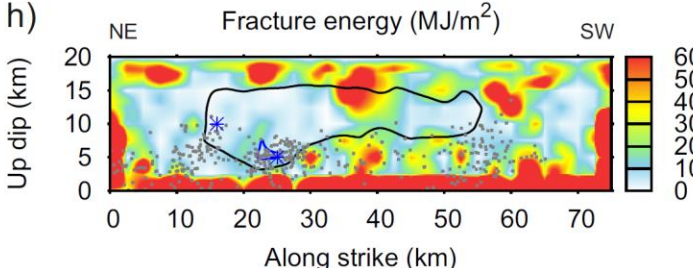 h)
NE
Fracture energy (MJ/m²)
SW
Up dip (km)
20
15
10
5
0
0 10 20 30 40 50 60 70
Along strike (km)
60
50
40
30
20
10
0